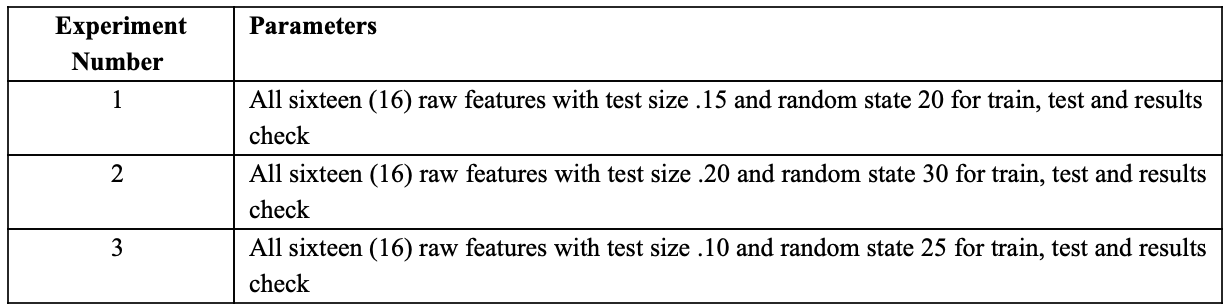 Experiment
Number
Parameters
1
All sixteen (16) raw features with test size .15 and random state 20 for train, test and results
check
2
All sixteen (16) raw features with test size .20 and random state 30 for train, test and results
check
3
All sixteen (16) raw features with test size .10 and random state 25 for train, test and results
check